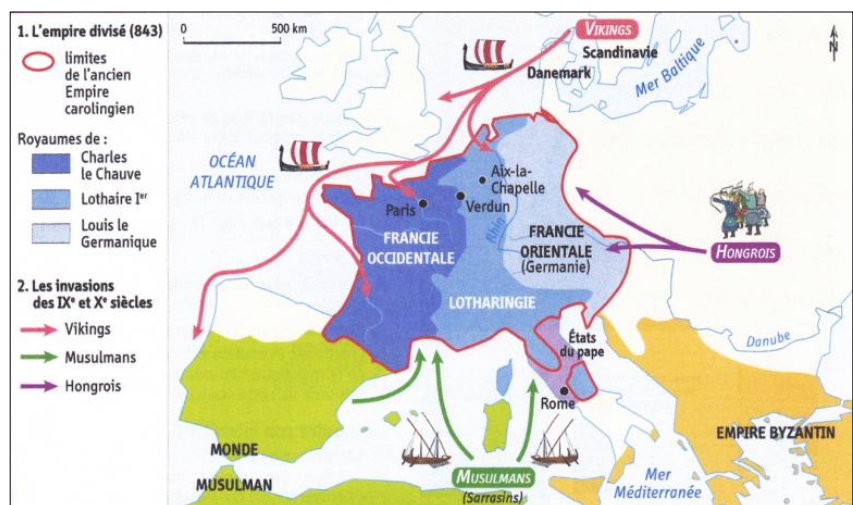 1. L'empire divisé (843)
limites
de l'ancien
Empire
carolingien
Royaumes de :
Charles
le Chauve
Lothaire Ier
Louis le
Germanique
2. Les invasions
des IXe et Xe siècles
Vikings
Musulmans
Hongrois
0 500 km
VIKINGS
Scandinavie
Danemark
Mer Baltique
N
OCÉAN
ATLANTIQUE
Aix-la-
Chapelle
Paris
Verdun
Rhin
FRANCIE
OCCIDENTALE
FRANCIE
ORIENTALE
(Germanie)
HONGROIS
LOTHARINGIE
États
du pape
Danube
Rome
MONDE
MUSULMAN
MUSULMANS
(Sarrasins)
EMPIRE BYZANTIN
Mer
Méditerranée